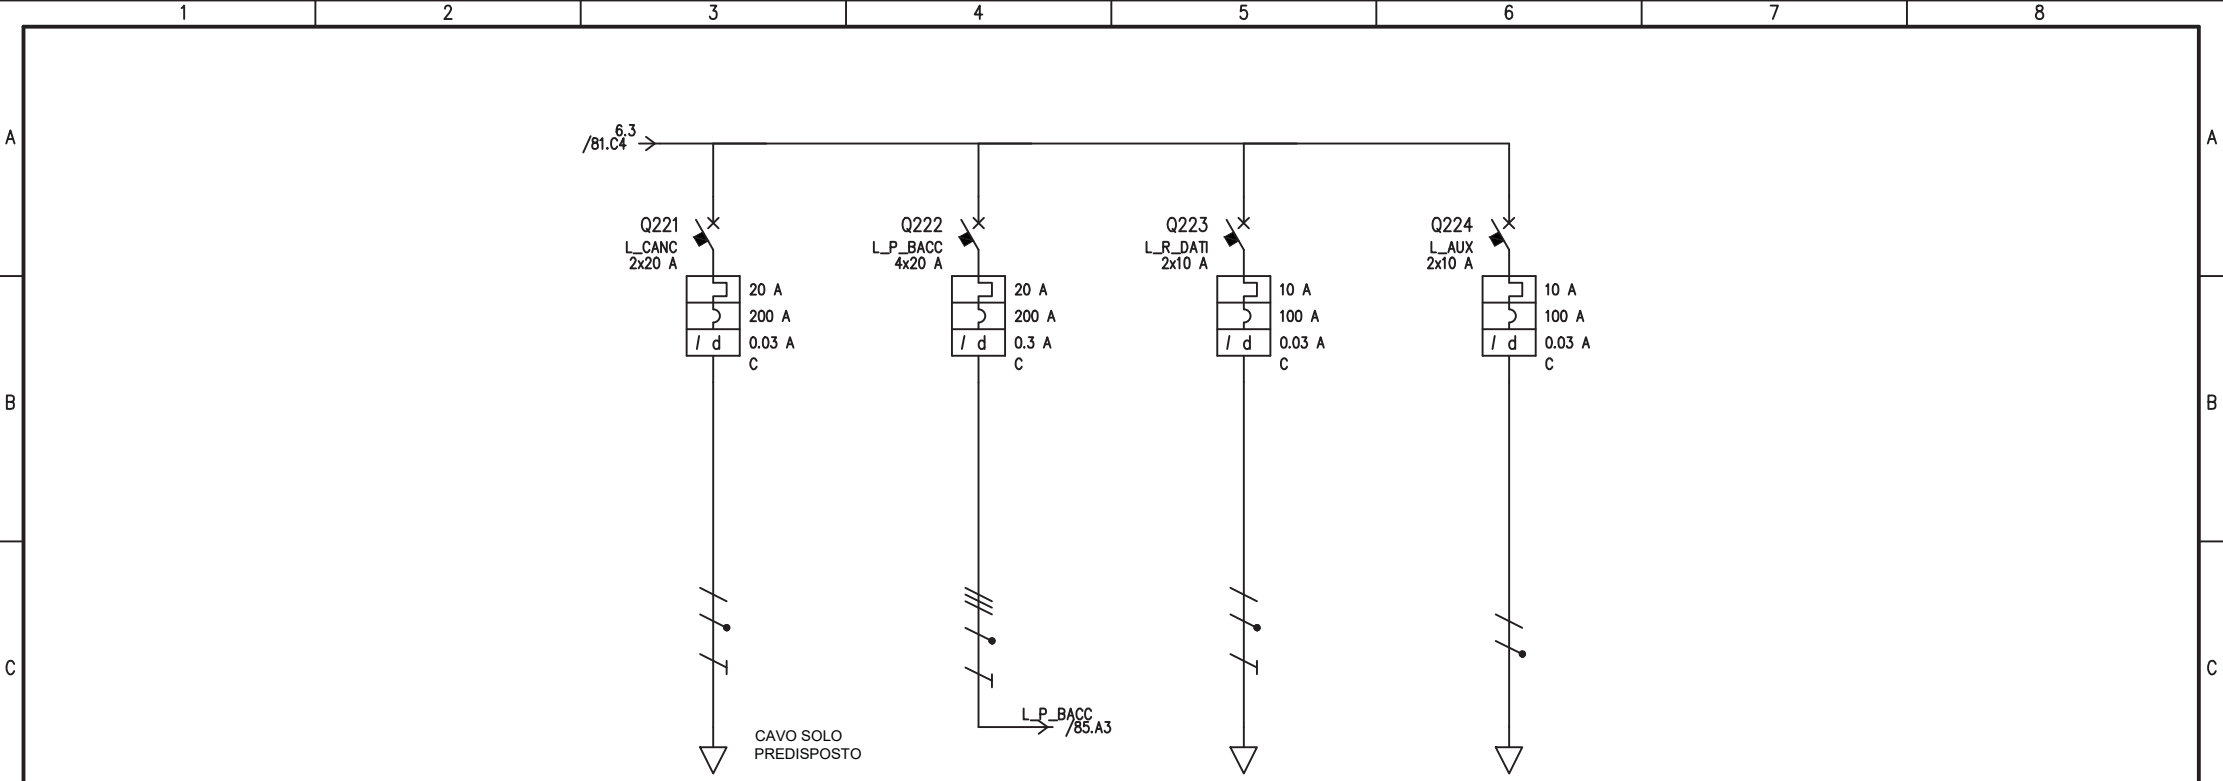 1 2 3 4 5 6 7 8
A A
6.3
/81.C4
Q221
L_CANC
2x20 A
20 A
200 A
I d 0.03 A
C
Q222
L_P_BACC
4x20 A
20 A
200 A
I d 0.3 A
C
Q223
L_R_DATI
2x10 A
10 A
100 A
I d 0.03 A
C
Q224
L_AUX
2x10 A
10 A
100 A
I d 0.03 A
C
B B
C C
L_P_BACC
/85.A3
CAVO SOLO
PREDISPOSTO